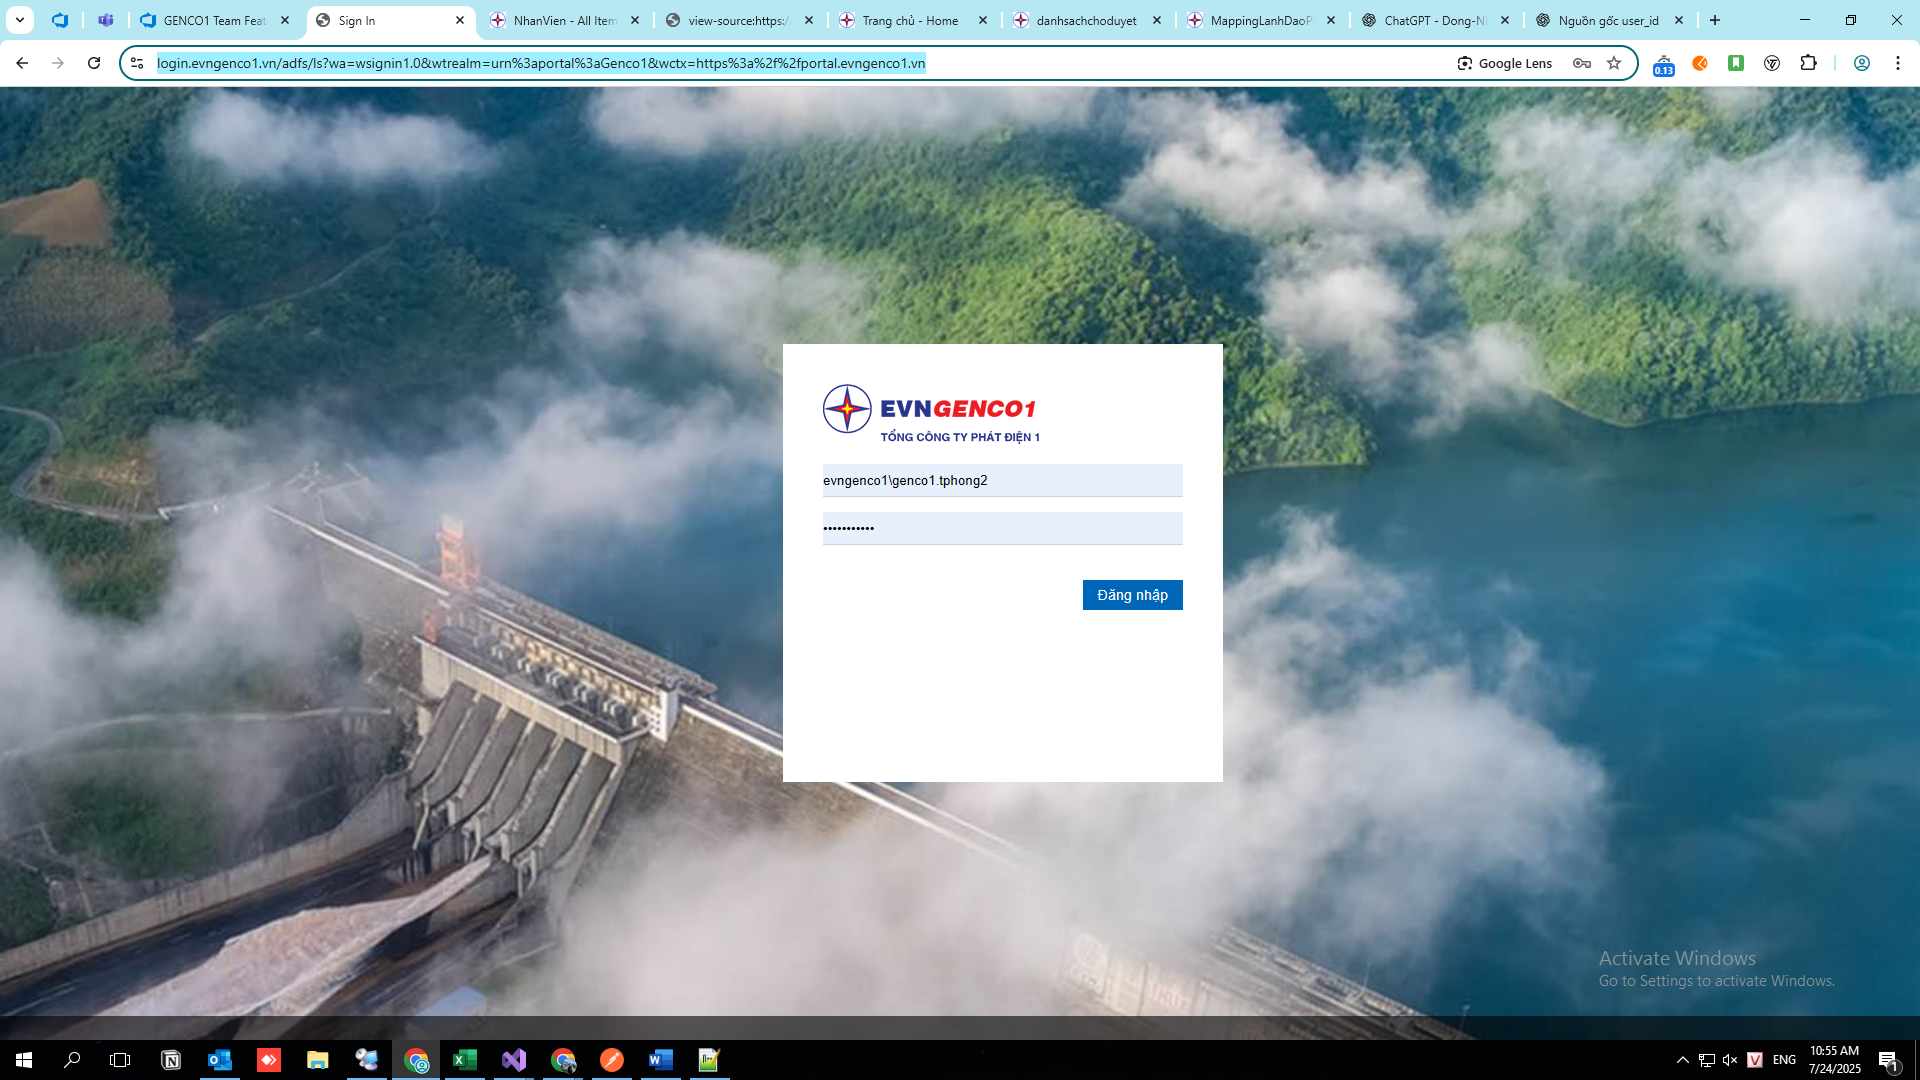 GENCO1 Team Feat
Sign In
NhanVien - All Item
view-source:https://
Trang chủ - Home
danhsachchoduyet
MappingLanhDaoP
ChatGPT - Dong-N
Nguồn gốc user_id
login.evngenco1.vn/adfs/ls?wa=wsignin1.0&wtrealm=urn%3aportal%3aGenco1&wctx=https%3a%2f%2fportal.evngenco1.vn
Google Lens
0.13
EVNGENCO1
TỔNG CÔNG TY PHÁT ĐIỆN 1
evngenco1\genco1.tphong2
•••••••••••
Đăng nhập
Activate Windows
Go to Settings to activate Windows.
ENG
10:55 AM
7/24/2025
1